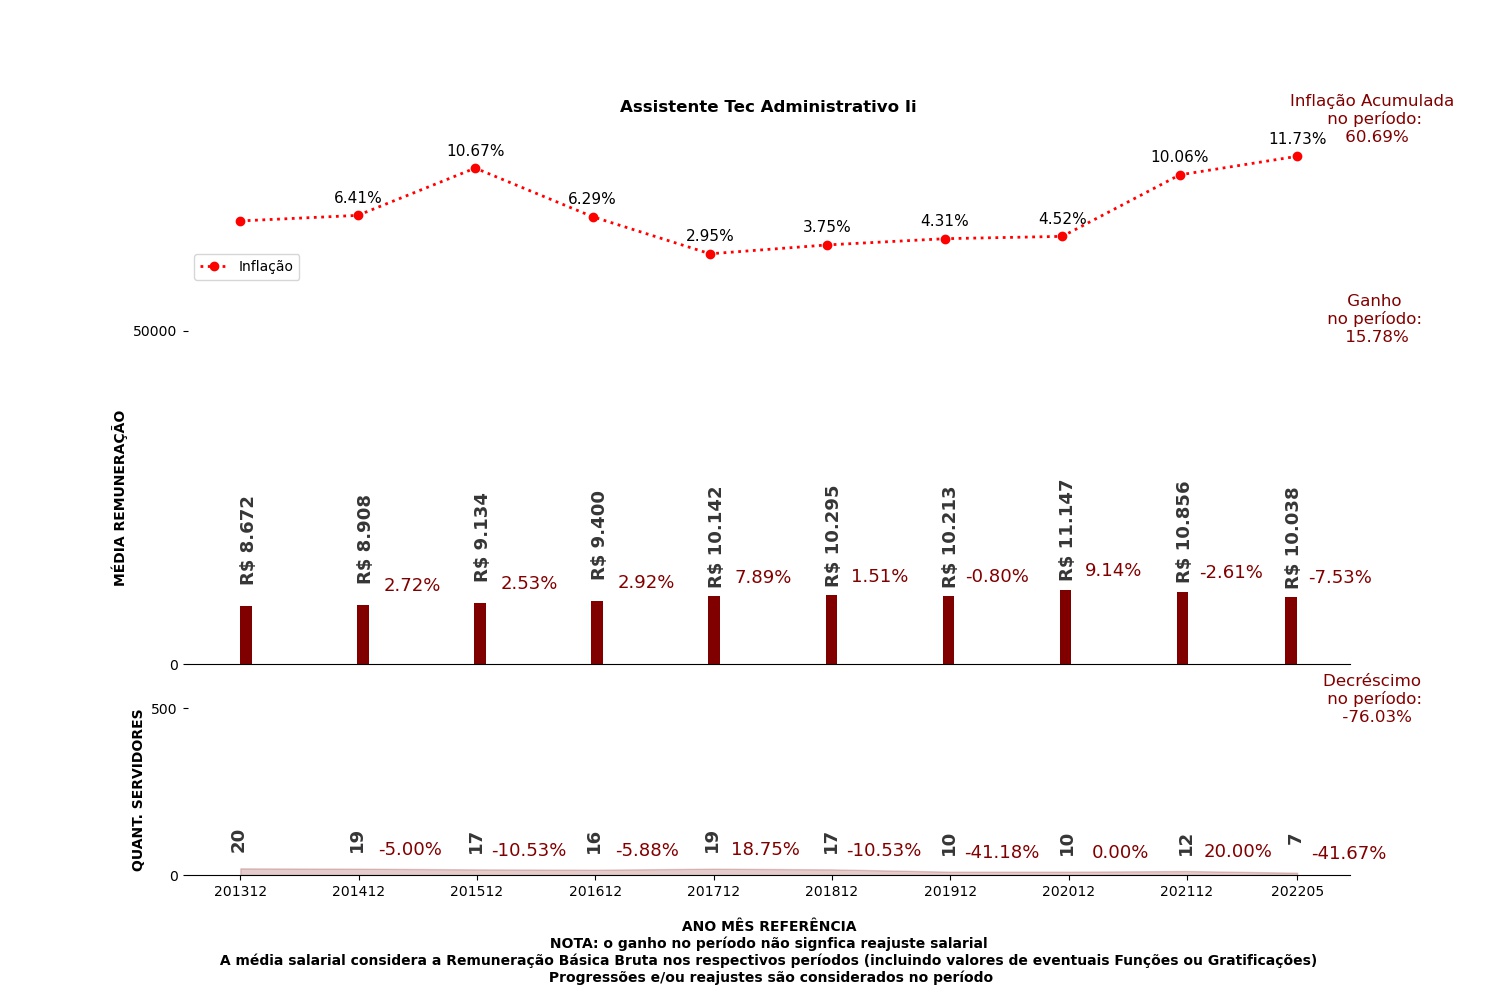 Assistente Tec Administrativo Ii
Inflação Acumulada
no período:
60.69%
6.41%
10.67%
6.29%
2.95%
3.75%
4.31%
4.52%
10.06%
11.73%
Inflação
Ganho
no período:
15.78%
50000
0
MÉDIA REMUNERAÇÃO
R$ 8.672
R$ 8.908
R$ 9.134
R$ 9.400
R$ 10.142
R$ 10.295
R$ 10.213
R$ 11.147
R$ 10.856
R$ 10.038
2.72%
2.53%
2.92%
7.89%
1.51%
-0.80%
9.14%
-2.61%
-7.53%
Decréscimo
no período:
-76.03%
500
0
QUANT. SERVIDORES
20
19
17
16
19
17
10
10
12
7
-5.00%
-10.53%
-5.88%
18.75%
-10.53%
-41.18%
0.00%
20.00%
-41.67%
201312
201412
201512
201612
201712
201812
201912
202012
202112
202205
ANO MÊS REFERÊNCIA
NOTA: o ganho no período não signfica reajuste salarial
A média salarial considera a Remuneração Básica Bruta nos respectivos períodos (incluindo valores de eventuais Funções ou Gratificações)
Progressões e/ou reajustes são considerados no período